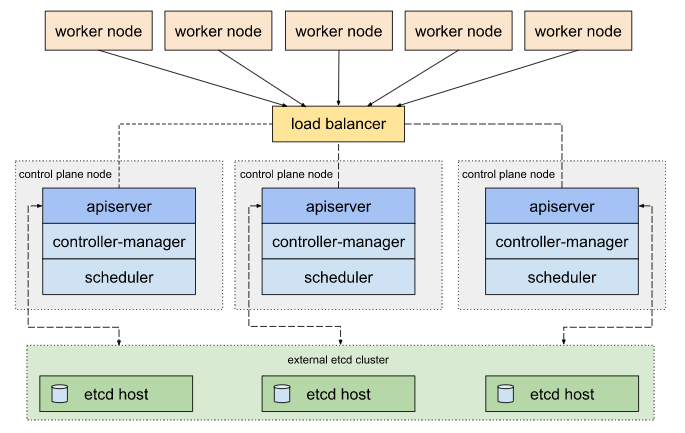 worker node
worker node
worker node
worker node
worker node
load balancer
control plane node
control plane node
control plane node
apiserver
apiserver
apiserver
controller-manager
controller-manager
controller-manager
scheduler
scheduler
scheduler
external etcd cluster
etcd host
etcd host
etcd host